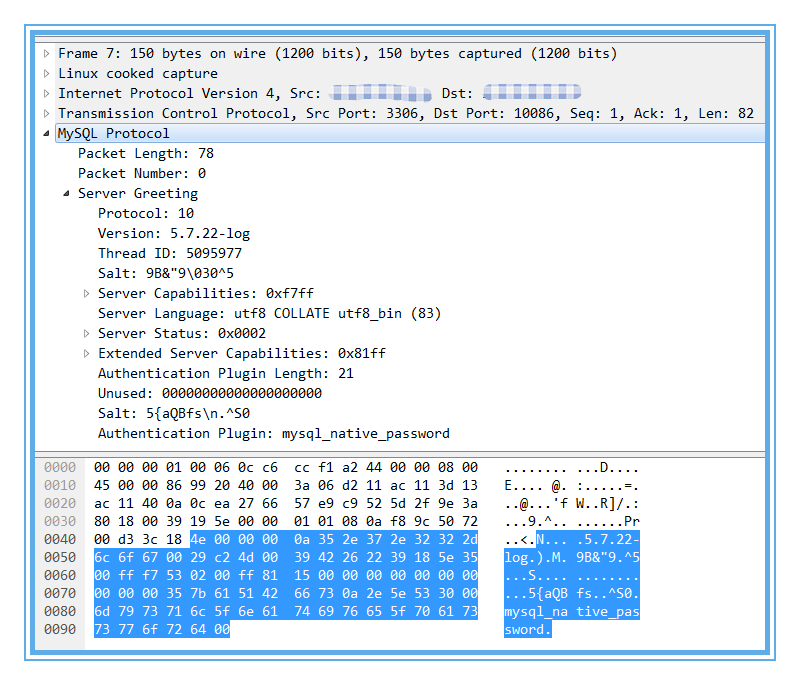 Frame 7: 150 bytes on wire (1200 bits), 150 bytes captured (1200 bits)
Linux cooked capture
Internet Protocol Version 4, Src: Dst:
Transmission Control Protocol, Src Port: 3306, Dst Port: 10086, Seq: 1, Ack: 1, Len: 82
MySQL Protocol
Packet Length: 78
Packet Number: 0
Server Greeting
Protocol: 10
Version: 5.7.22-log
Thread ID: 5095977
Salt: 9B&"9\030^5
Server Capabilities: 0xf7ff
Server Language: utf8 COLLATE utf8_bin (83)
Server Status: 0x0002
Extended Server Capabilities: 0x81ff
Authentication Plugin Length: 21
Unused: 00000000000000000000
Salt: 5{aQBfs\n.^S0
Authentication Plugin: mysql_native_password
0000 00 00 00 01 00 06 0c c6 cc f1 a2 44 00 00 08 00 ........ ...D....
0010 45 00 00 86 99 20 40 00 3a 06 d2 11 ac 11 3d 13 E.... @. :.....=.
0020 ac 11 40 0a 0c ea 27 66 57 e9 c9 52 5d 2f 9e 3a ..@...'f W..R]/.:
0030 80 18 00 39 19 5e 00 00 01 01 08 0a f8 9c 50 72 ...9.^.. ......Pr
0040 00 d3 3c 18 4e 00 00 00 0a 35 2e 37 2e 32 32 2d ..<.N... .5.7.22-
0050 6c 6f 67 00 29 c2 4d 00 39 42 26 22 39 18 5e 35 log.).M. 9B&"9.^5
0060 00 ff f7 53 02 00 ff 81 15 00 00 00 00 00 00 00 ...S.... ........
0070 00 00 00 35 7b 61 51 42 66 73 0a 2e 5e 53 30 00 ...5{aQB fs..^S0.
0080 6d 79 73 71 6c 5f 6e 61 74 69 76 65 5f 70 61 73 mysql_na tive_pas
0090 73 77 6f 72 64 00 sword.